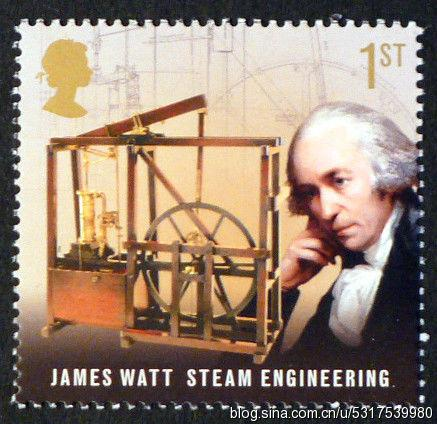 1ST
JAMES WATT STEAM ENGINEERING
blog.sina.com.cn/u/5317539980